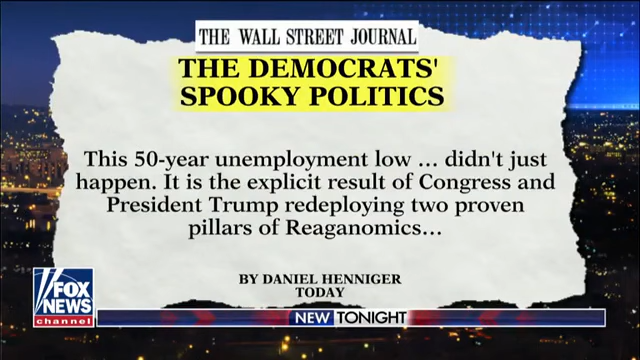 THE WALL STREET JOURNAL
THE DEMOCRATS'
SPOOKY POLITICS
This 50-year unemployment low ... didn't just
happen. It is the explicit result of Congress and
President Trump redeploying two proven
pillars of Reaganomics...
BY DANIEL HENNIGER
TODAY
FOX
NEWS
channel
NEW TONIGHT